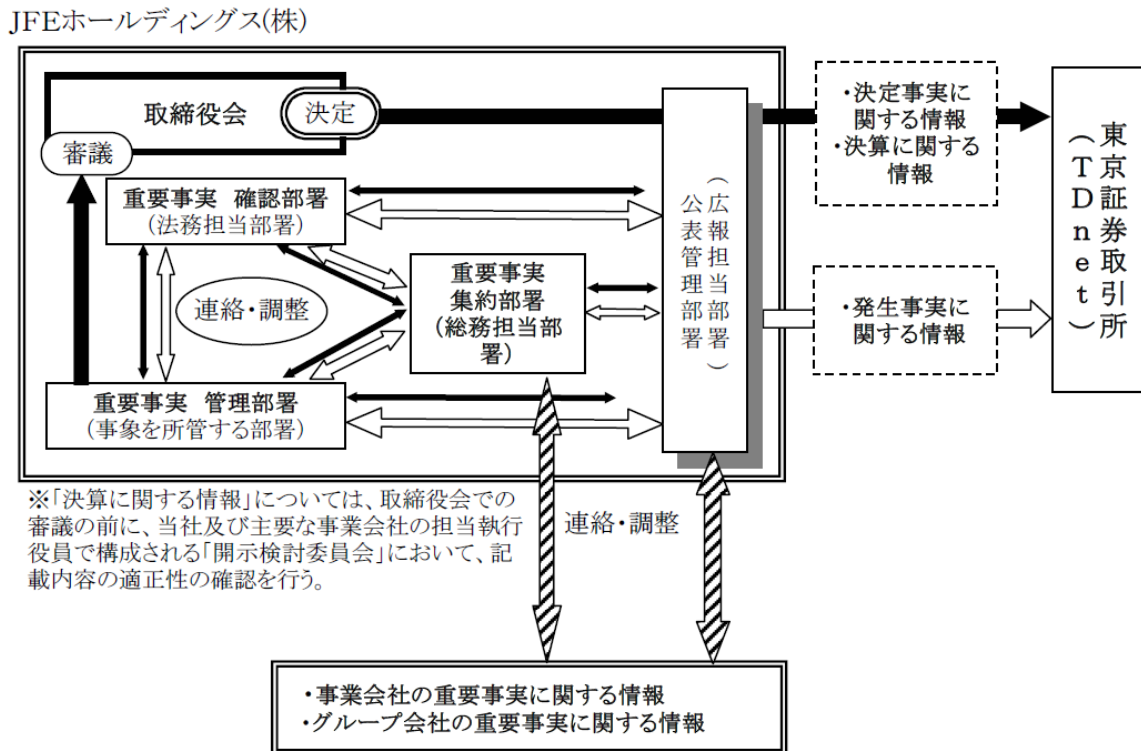 JFEホールディングス(株)
取締役会
決定
審議
重要事実 確認部署
(法務担当部署)
連絡・調整
重要事実
集約部署
(総務担当部
署)
重要事実 管理部署
(事象を所管する部署)
公表管理部署
(広報担当部署)
・決定事実に
関する情報
・決算に関する
情報
・発生事実に
関する情報
東京証券取引所
(TDnet)
※「決算に関する情報」については、取締役会での
審議の前に、当社及び主要な事業会社の担当執行
役員で構成される「開示検討委員会」において、記
載内容の適正性の確認を行う。
連絡・調整
・事業会社の重要事実に関する情報
・グループ会社の重要事実に関する情報